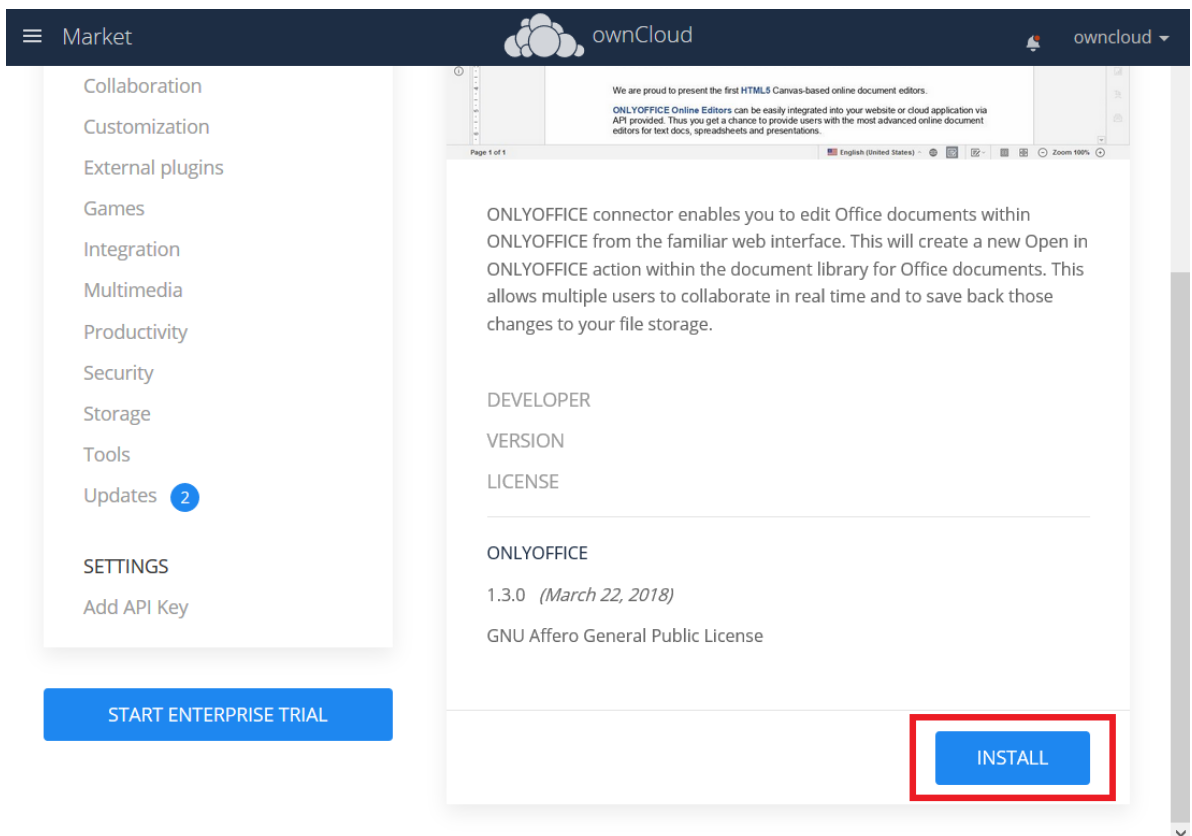 Market
ownCloud
owncloud
Collaboration
Customization
External plugins
Games
Integration
Multimedia
Productivity
Security
Storage
Tools
Updates 2
SETTINGS
Add API Key
START ENTERPRISE TRIAL
We are proud to present the first HTML5 Canvas-based online document editors.
ONLYOFFICE Online Editors can be easily integrated into your website or cloud application via
API provided. Thus you get a chance to provide users with the most advanced online document
editors for text docs, spreadsheets and presentations.
Page 1 of 1
English (United States)
Zoom 100%
ONLYOFFICE connector enables you to edit Office documents within
ONLYOFFICE from the familiar web interface. This will create a new Open in
ONLYOFFICE action within the document library for Office documents. This
allows multiple users to collaborate in real time and to save back those
changes to your file storage.
DEVELOPER
VERSION
LICENSE
ONLYOFFICE
1.3.0 (March 22, 2018)
GNU Affero General Public License
INSTALL